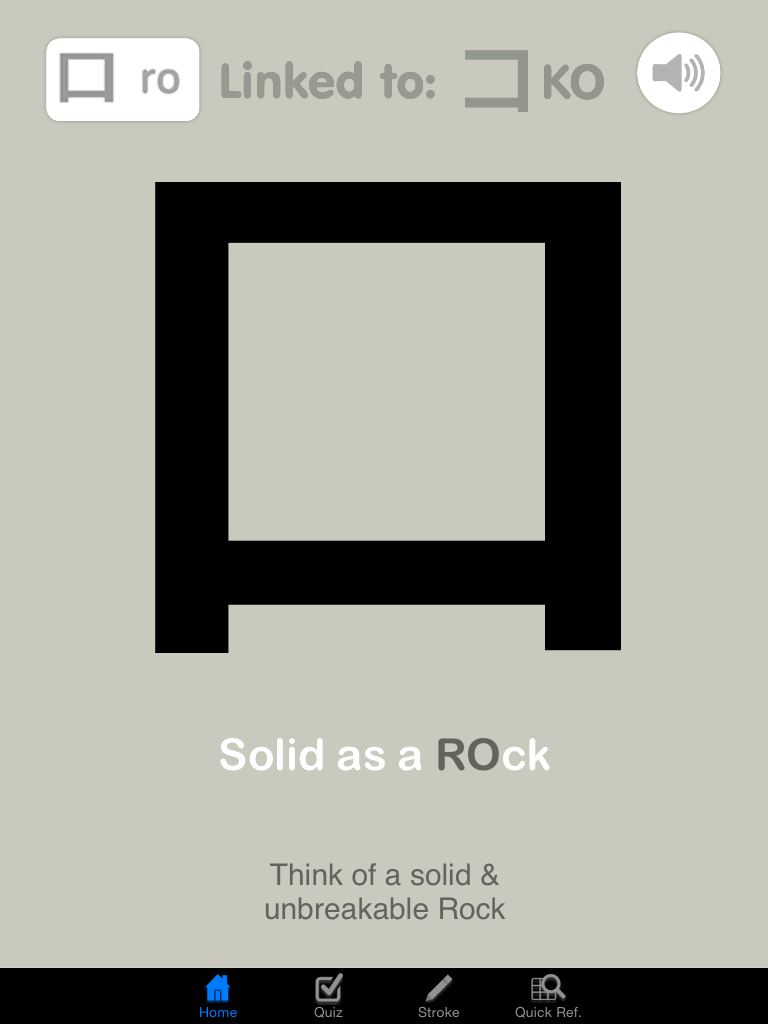 ロ ro Linked to: コ KO
ロ
Solid as a ROck
Think of a solid &
unbreakable Rock
Home Quiz Stroke Quick Ref.